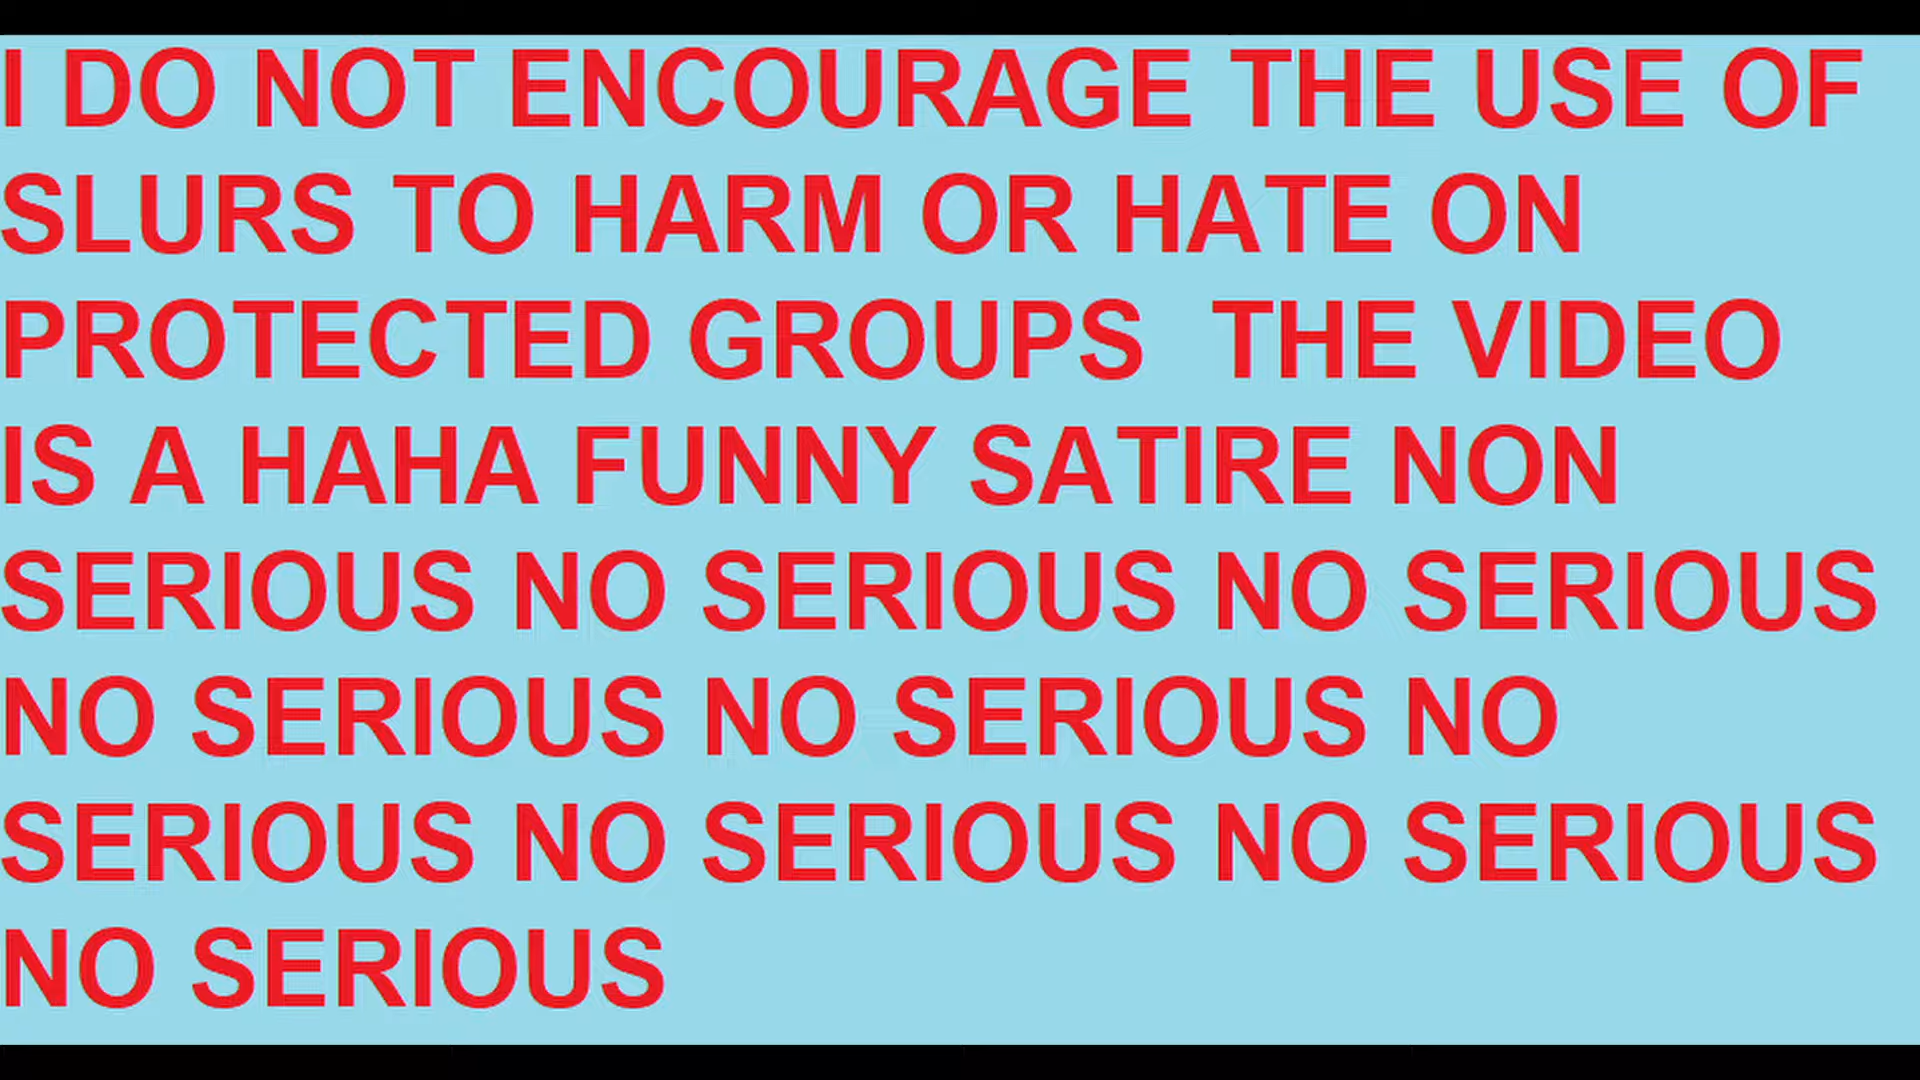 I DO NOT ENCOURAGE THE USE OF
SLURS TO HARM OR HATE ON
PROTECTED GROUPS  THE VIDEO
IS A HAHA FUNNY SATIRE NON
SERIOUS NO SERIOUS NO SERIOUS
NO SERIOUS NO SERIOUS NO
SERIOUS NO SERIOUS NO SERIOUS
NO SERIOUS